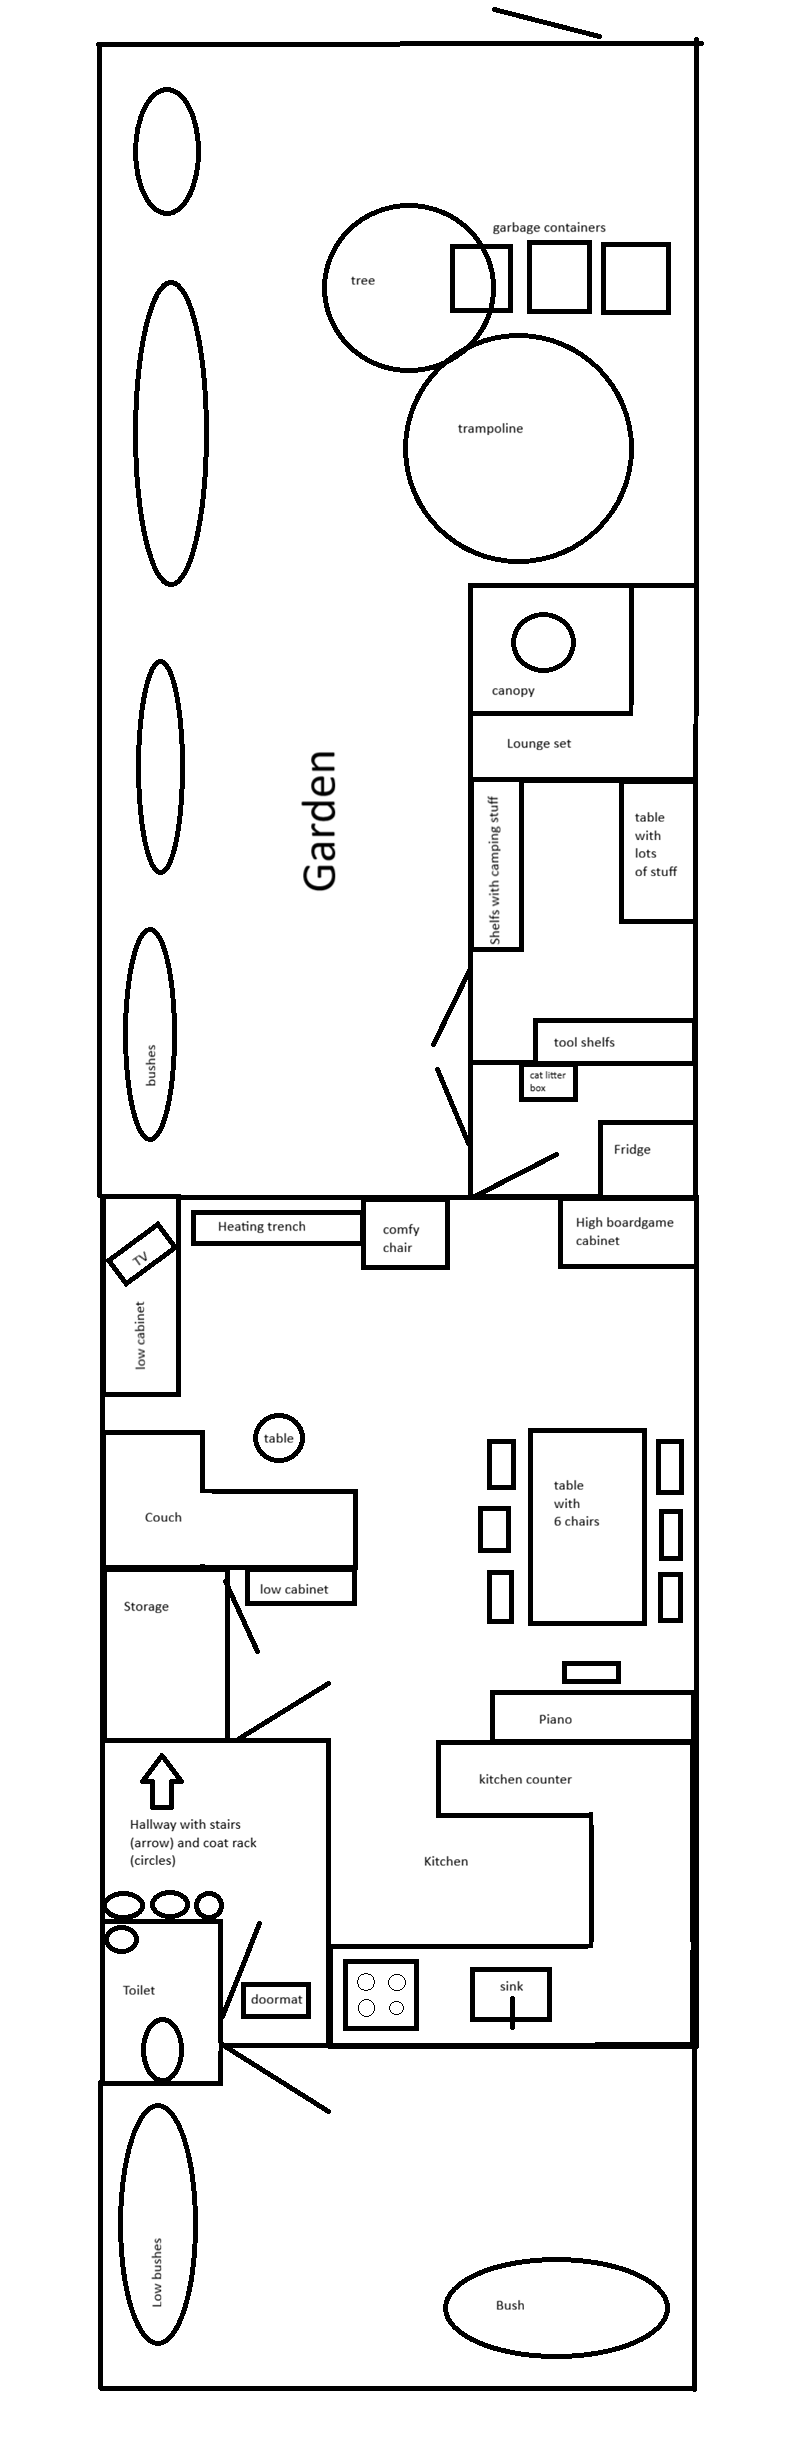 garbage containers
tree
trampoline
canopy
Lounge set
Garden
Shelfs with camping stuff
table
with
lots
of stuff
bushes
tool shelfs
cat litter
box
Fridge
Heating trench
comfy
chair
High boardgame
cabinet
TV
low cabinet
table
table
with
6 chairs
Couch
low cabinet
Storage
Piano
kitchen counter
Hallway with stairs
(arrow) and coat rack
(circles)
Kitchen
Toilet
doormat
sink
Low bushes
Bush